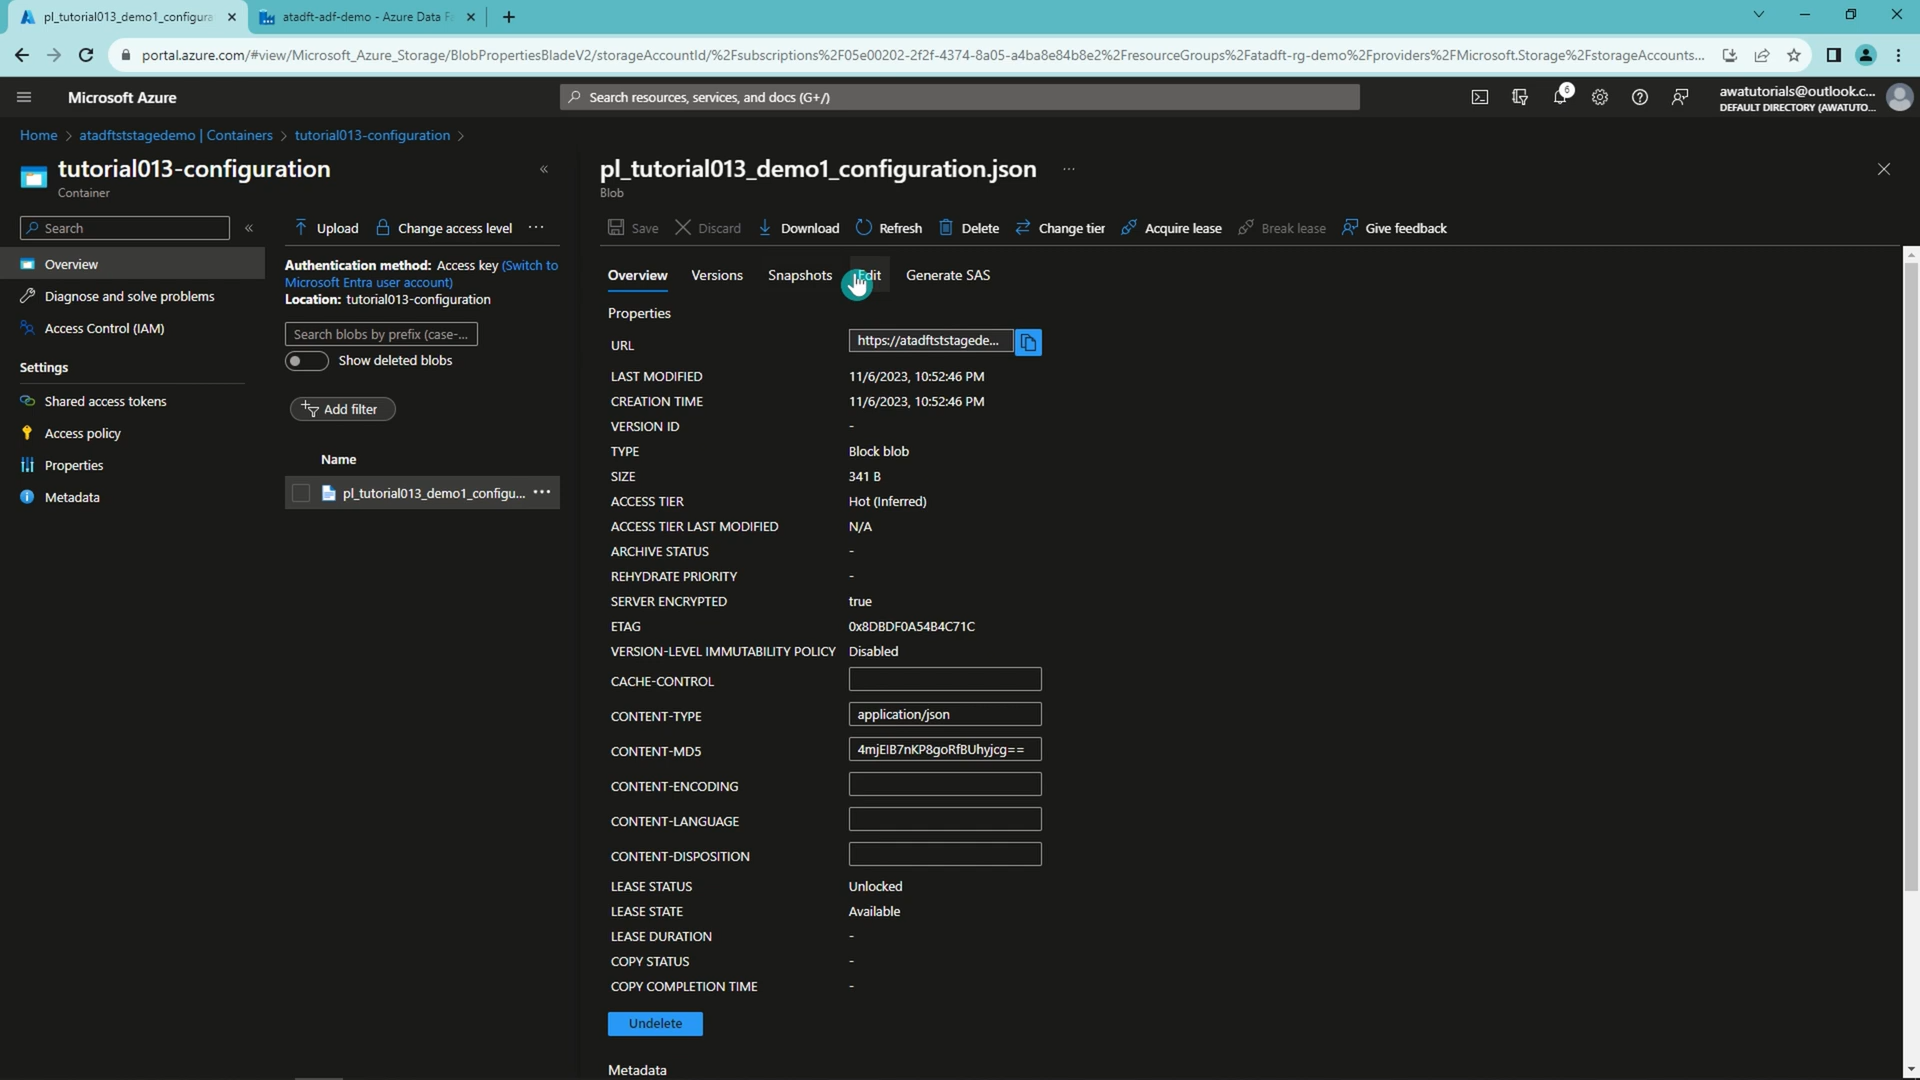 pl_tutorial013_demo1_configura
atadft-adf-demo - Azure Data Fa
portal.azure.com/#view/Microsoft_Azure_Storage/BlobPropertiesBladeV2/storageAccountId/%2Fsubscriptions%2F05e00202-2f2f-4374-8a05-a4ba8e84b8e2%2FresourceGroups%2Fatadft-rg-demo%2Fproviders%2FMicrosoft.Storage%2FstorageAccounts...
Microsoft Azure
Search resources, services, and docs (G+/)
6
awatutorials@outlook.c...
DEFAULT DIRECTORY (AWATUTO...
Home > atadftststagedemo | Containers > tutorial013-configuration >
tutorial013-configuration
Container
Search
Overview
Diagnose and solve problems
Access Control (IAM)
Settings
Shared access tokens
Access policy
Properties
Metadata
Upload
Change access level
Authentication method: Access key (Switch to
Microsoft Entra user account)
Location: tutorial013-configuration
Search blobs by prefix (case-...
Show deleted blobs
Add filter
Name
pl_tutorial013_demo1_configu...
pl_tutorial013_demo1_configuration.json
Blob
Save
Discard
Download
Refresh
Delete
Change tier
Acquire lease
Break lease
Give feedback
Overview
Versions
Snapshots
Edit
Generate SAS
Properties
URL https://atadftststagede...
LAST MODIFIED 11/6/2023, 10:52:46 PM
CREATION TIME 11/6/2023, 10:52:46 PM
VERSION ID -
TYPE Block blob
SIZE 341 B
ACCESS TIER Hot (Inferred)
ACCESS TIER LAST MODIFIED N/A
ARCHIVE STATUS -
REHYDRATE PRIORITY -
SERVER ENCRYPTED true
ETAG 0x8DBDF0A54B4C71C
VERSION-LEVEL IMMUTABILITY POLICY Disabled
CACHE-CONTROL
CONTENT-TYPE application/json
CONTENT-MD5 4mjEIB7nKP8goRfBUhyjcg==
CONTENT-ENCODING
CONTENT-LANGUAGE
CONTENT-DISPOSITION
LEASE STATUS Unlocked
LEASE STATE Available
LEASE DURATION -
COPY STATUS -
COPY COMPLETION TIME -
Undelete
Metadata